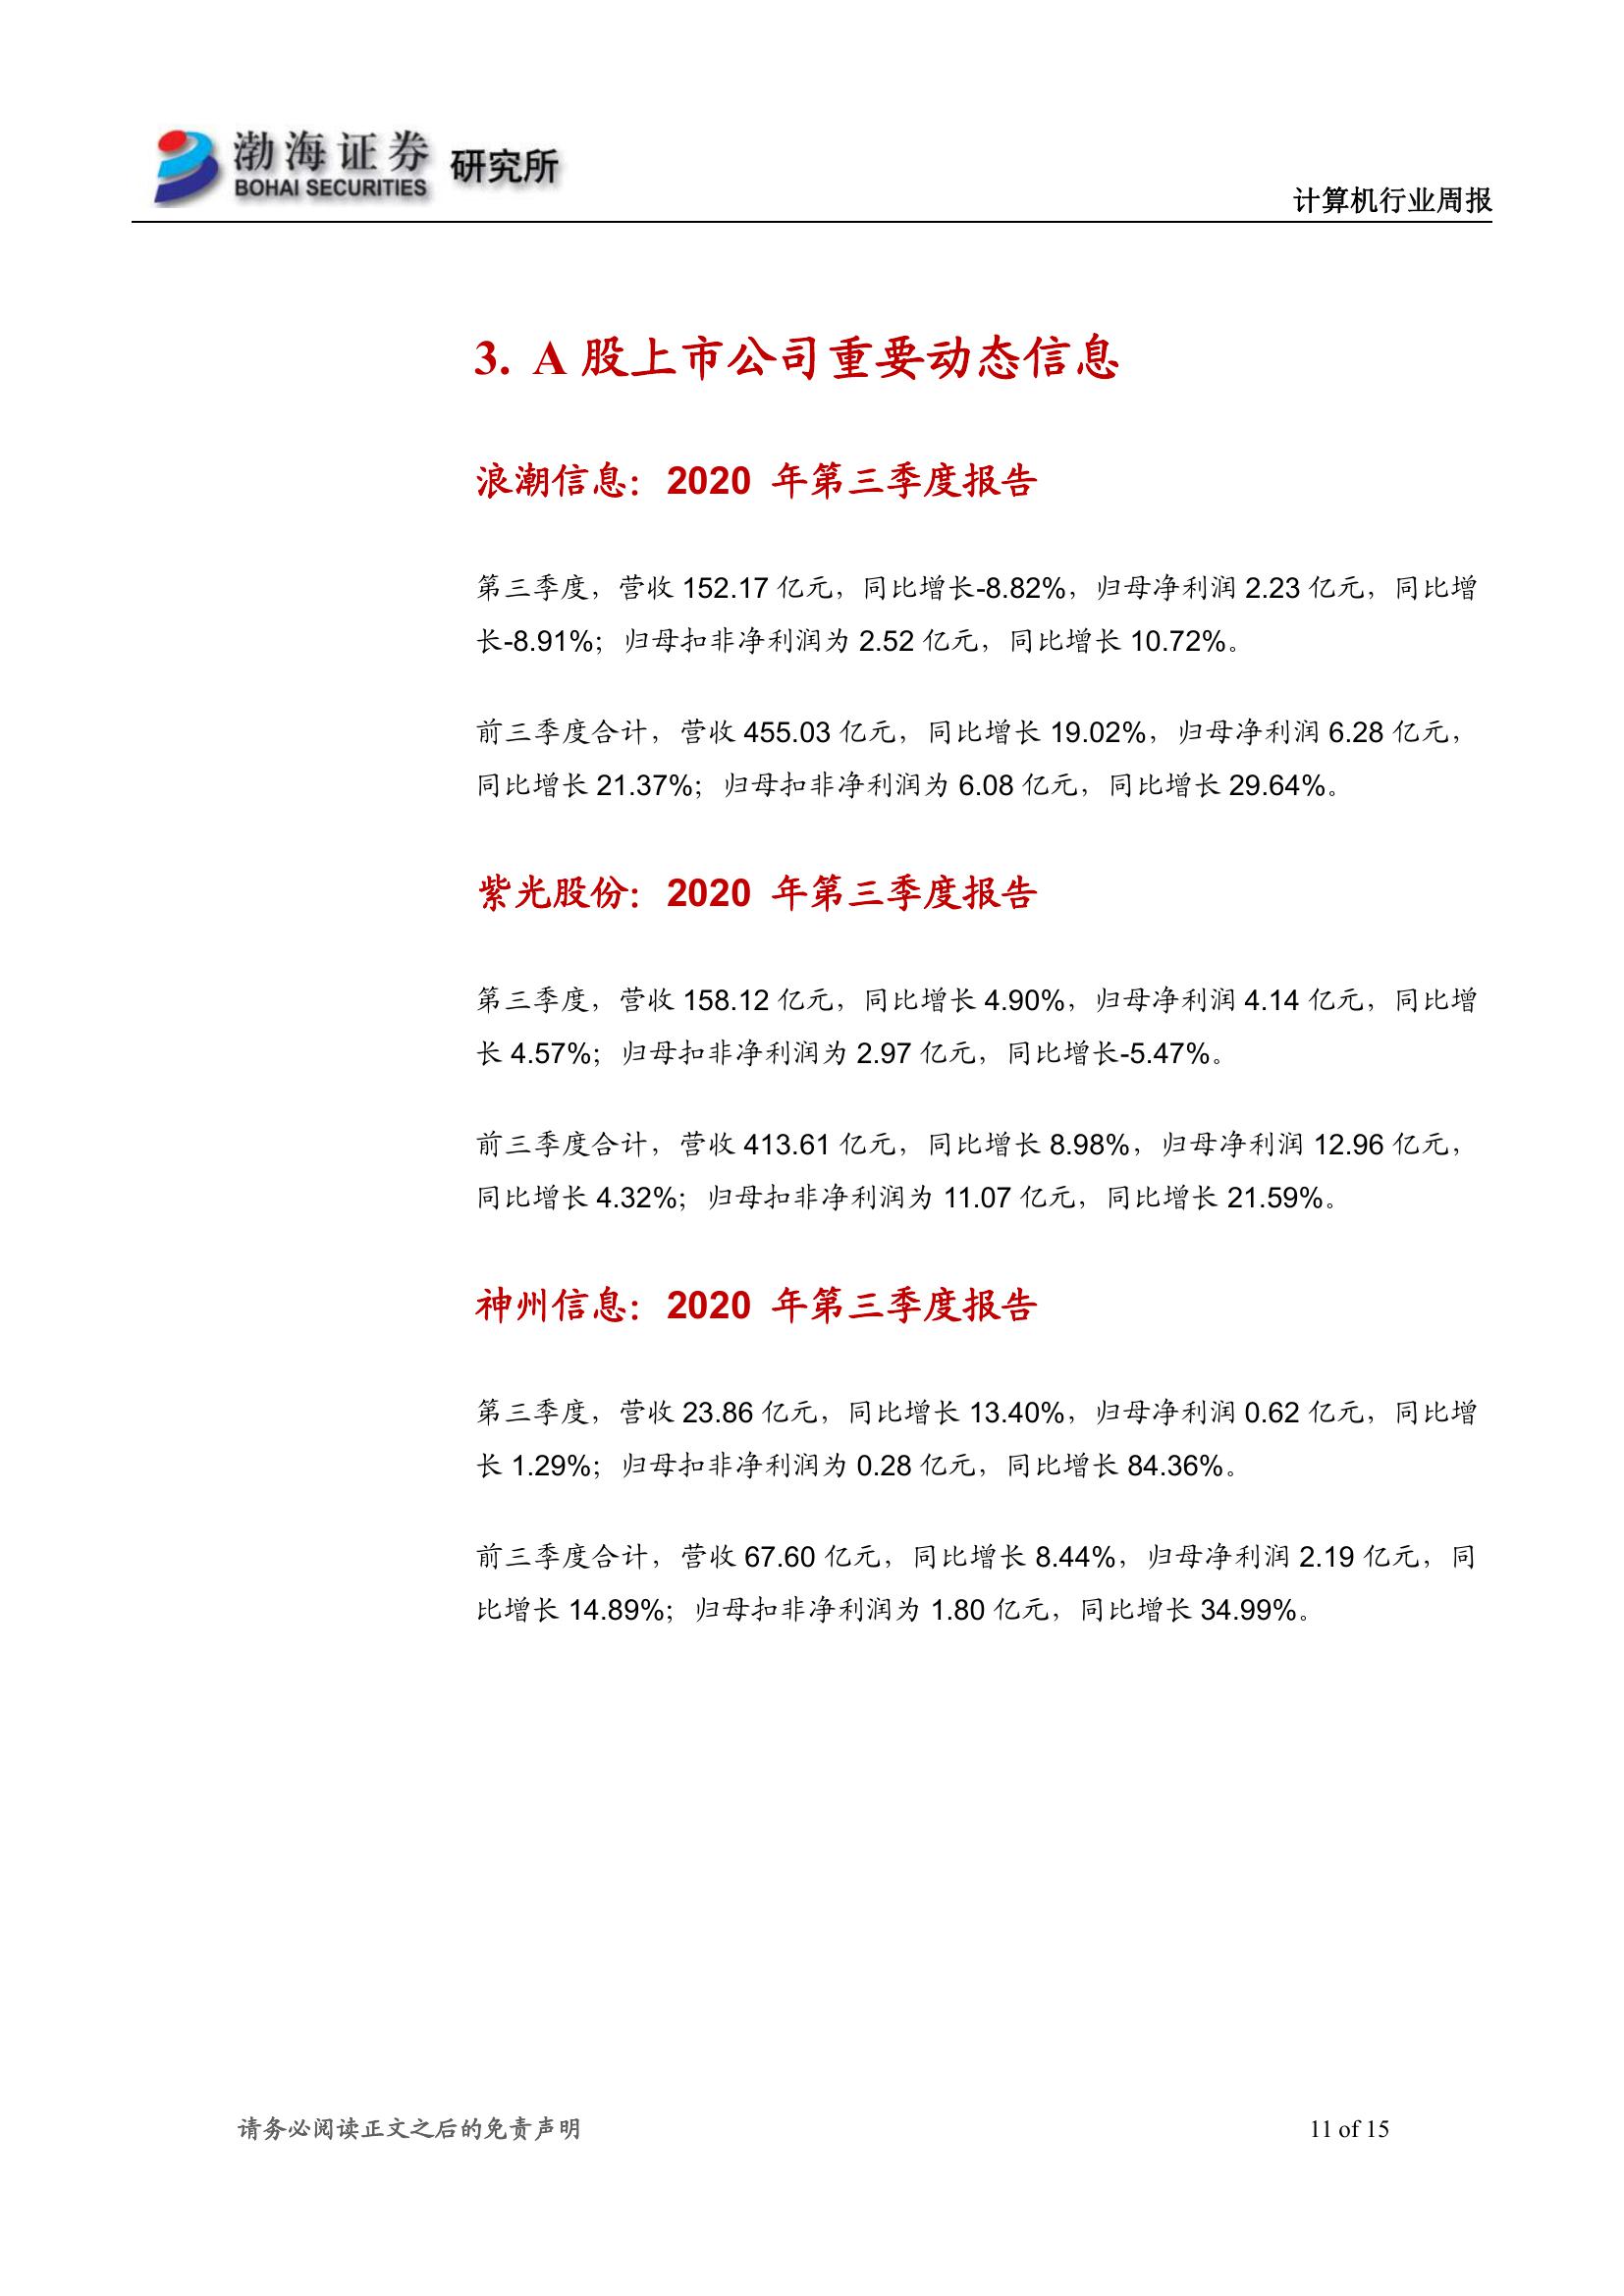 渤海证券 研究所
BOHAI SECURITIES
计算机行业周报
3. A 股上市公司重要动态信息
浪潮信息：2020 年第三季度报告
第三季度，营收 152.17 亿元，同比增长-8.82%，归母净利润 2.23 亿元，同比增
长-8.91%；归母扣非净利润为 2.52 亿元，同比增长 10.72%。
前三季度合计，营收 455.03 亿元，同比增长 19.02%，归母净利润 6.28 亿元，
同比增长 21.37%；归母扣非净利润为 6.08 亿元，同比增长 29.64%。
紫光股份：2020 年第三季度报告
第三季度，营收 158.12 亿元，同比增长 4.90%，归母净利润 4.14 亿元，同比增
长 4.57%；归母扣非净利润为 2.97 亿元，同比增长-5.47%。
前三季度合计，营收 413.61 亿元，同比增长 8.98%，归母净利润 12.96 亿元，
同比增长 4.32%；归母扣非净利润为 11.07 亿元，同比增长 21.59%。
神州信息：2020 年第三季度报告
第三季度，营收 23.86 亿元，同比增长 13.40%，归母净利润 0.62 亿元，同比增
长 1.29%；归母扣非净利润为 0.28 亿元，同比增长 84.36%。
前三季度合计，营收 67.60 亿元，同比增长 8.44%，归母净利润 2.19 亿元，同
比增长 14.89%；归母扣非净利润为 1.80 亿元，同比增长 34.99%。
请务必阅读正文之后的免责声明
11 of 15